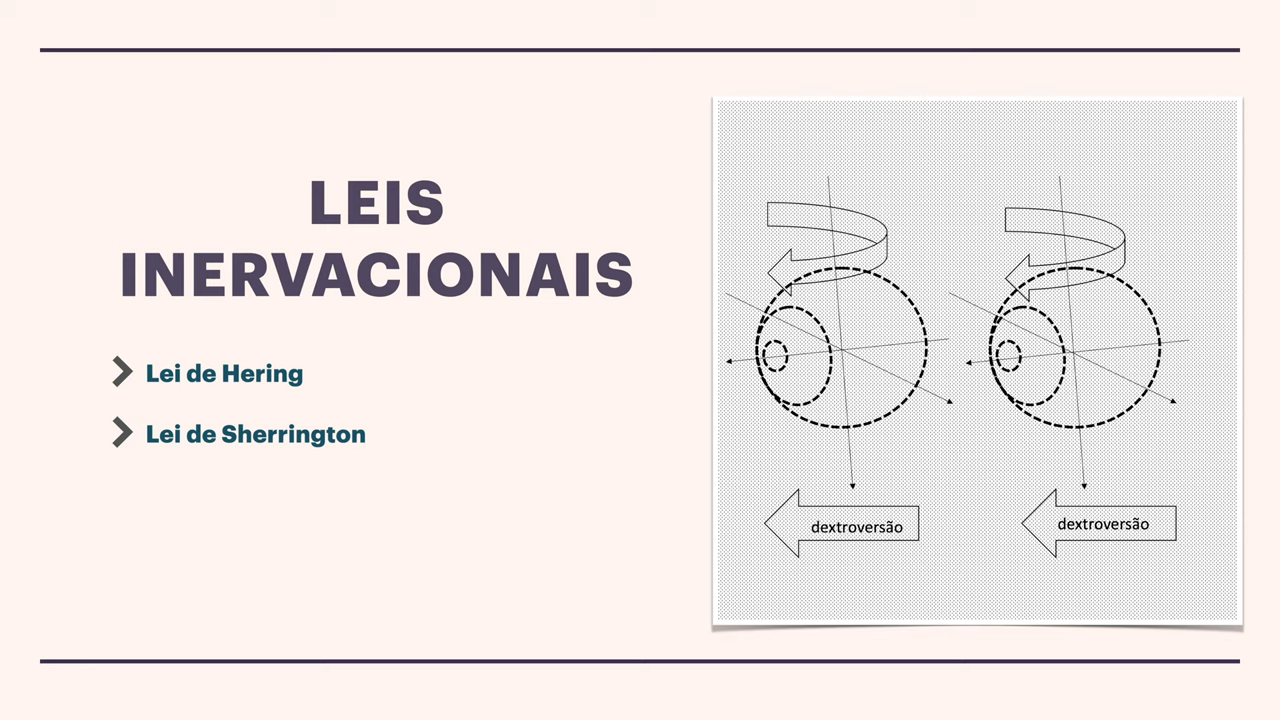 LEIS
INERVACIONAIS
Lei de Hering
Lei de Sherrington
dextroversão
dextroversão